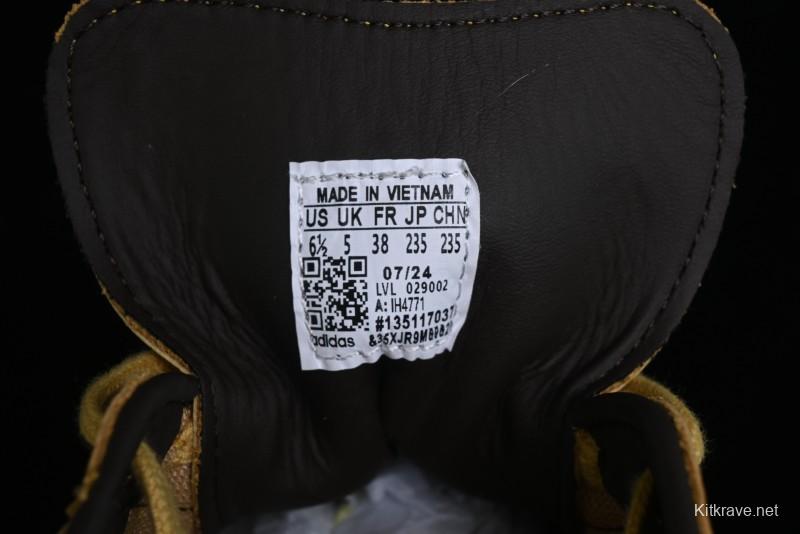 MADE IN VIETNAM
US UK FR JP CHN
6½ 5 38 235 235
07/24
LVL 029002
A: IH4771
adidas
Kitkrave.net